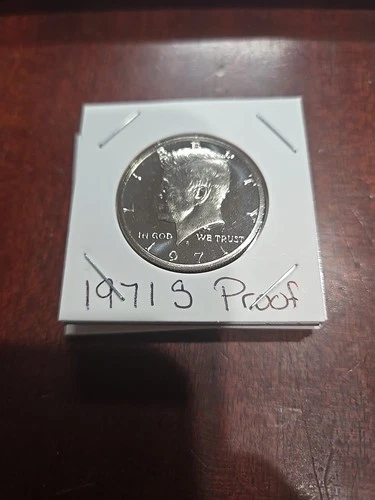 LIBERTY
IN GOD WE TRUST
1971
1971 S Proof